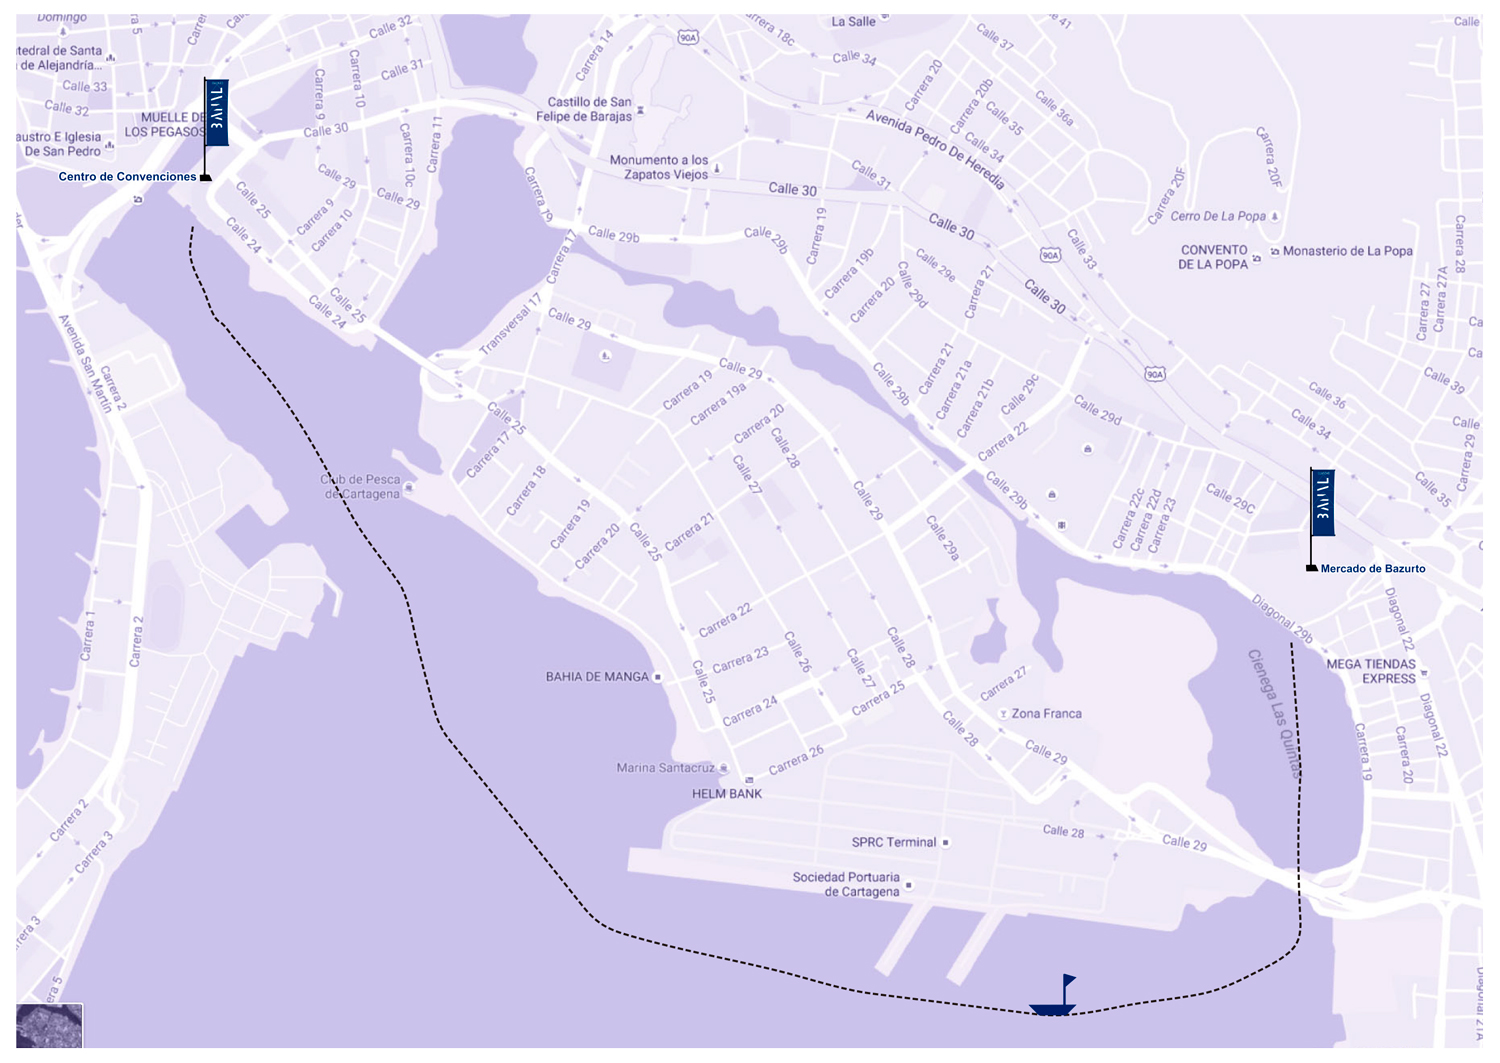 Domingo
Carrera 5
Carrera
Calle 32
Carrera 14
Carrera 18c
La Salle
Calle 41
Calle
tedral de Santa
a de Alejandría...
Calle 33
Calle 32
Calle 31
Carrera 9
Carrera 10
Calle 37
Calle 34
Carrera 20
Carrera 20b
Calle 36a
Calle 35
Calle 34
90A
Castillo de San
Felipe de Barajas
MUELLE DE
LOS PEGASOS
austro E Iglesia
De San Pedro
Calle 30
Carrera 10c
Carrera 11
Avenida Pedro De Heredia
Carrera 20F
Carrera 20F
Monumento a los
Zapatos Viejos
Calle 30
Calle 31
Centro de Convenciones
Calle 25
Calle 24
Calle 29
Calle 29
Carrera 9
Carrera 10
Carrera 19
Calle 29b
Carrera 17
Calle 29b
Carrera 19
Calle 30
Cerro De La Popa
CONVENTO
DE LA POPA
Monasterio de La Popa
90A
Calle 33
Carrera 28
Carrera 27
Carrera 27A
Carrera 19b
Carrera 20
Calle 29d
Calle 29e
Carrera 21
Calle 30
Calle 25
Calle 24
Transversal 17
Calle 29
Avenida San Martín
Carrera 2
Calle 29
Carrera 19
Carrera 19a
Carrera 20
Calle 28
Calle 27
Calle 29b
Carrera 21
Carrera 21a
Carrera 21b
Calle 29c
Carrera 22
Calle 29d
90A
Calle 36
Calle 34
Calle 39
Calle
Carrera 29
Calle 35
Calle 25
Carrera 17
Carrera 18
Carrera 19
Carrera 20
Club de Pesca
de Cartagena
Calle 25
Carrera 21
Calle 29
Calle 29a
Calle 29b
Carrera 22c
Carrera 22d
Carrera 23
Calle 29C
Mercado de Bazurto
Diagonal 29b
Diagonal 22
Ciénega Las Quintas
MEGA TIENDAS
EXPRESS
Carrera 1
Carrera 2
Carrera 22
Carrera 23
Calle 25
Calle 26
Calle 27
Calle 28
Carrera 24
Carrera 25
Carrera 26
Carrera 27
BAHIA DE MANGA
Zona Franca
Calle 28
Calle 29
Marina Santacruz
HELM BANK
Carrera 19
Carrera 20
Diagonal 22
Carrera 2
Carrera 3
SPRC Terminal
Calle 28
Calle 29
Sociedad Portuaria
de Cartagena
rera 3
era 5
Diagonal 21A